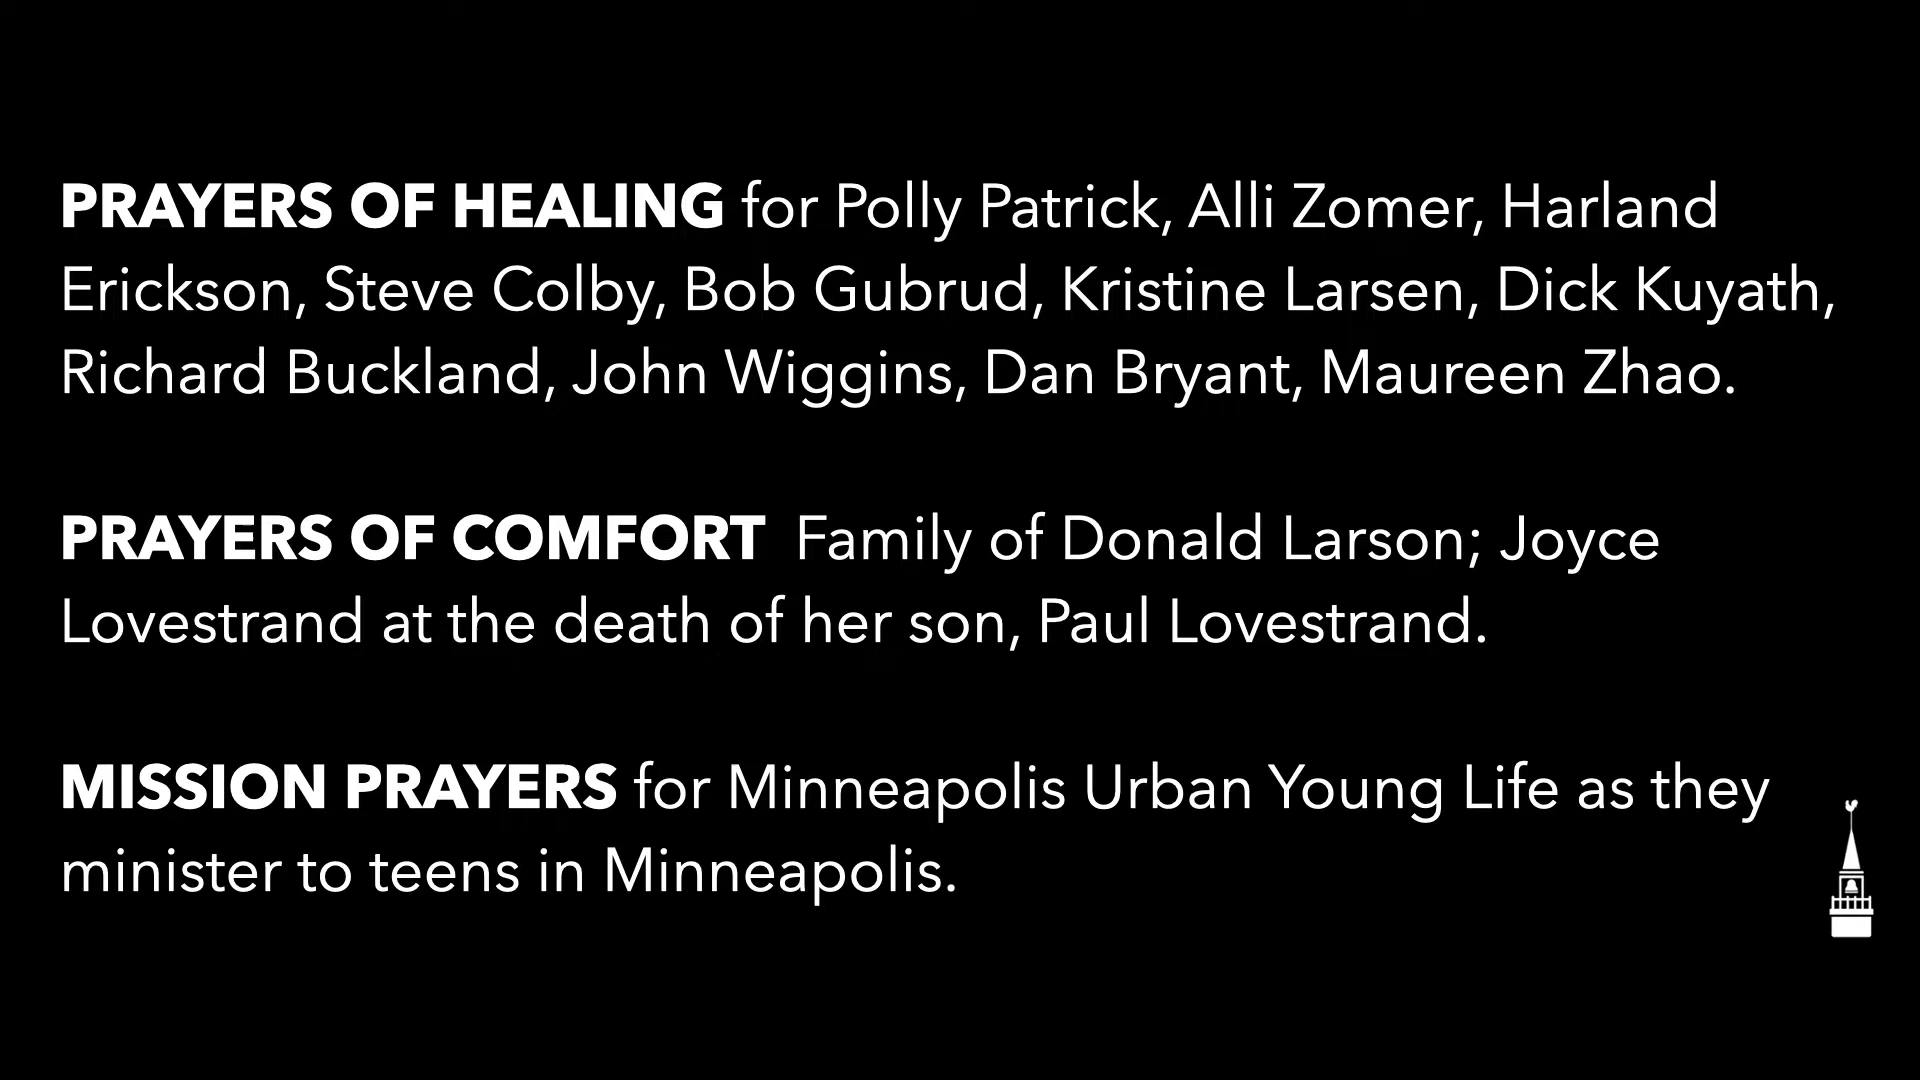 PRAYERS OF HEALING for Polly Patrick, Alli Zomer, Harland
Erickson, Steve Colby, Bob Gubrud, Kristine Larsen, Dick Kuyath,
Richard Buckland, John Wiggins, Dan Bryant, Maureen Zhao.
PRAYERS OF COMFORT  Family of Donald Larson; Joyce
Lovestrand at the death of her son, Paul Lovestrand.
MISSION PRAYERS for Minneapolis Urban Young Life as they
minister to teens in Minneapolis.